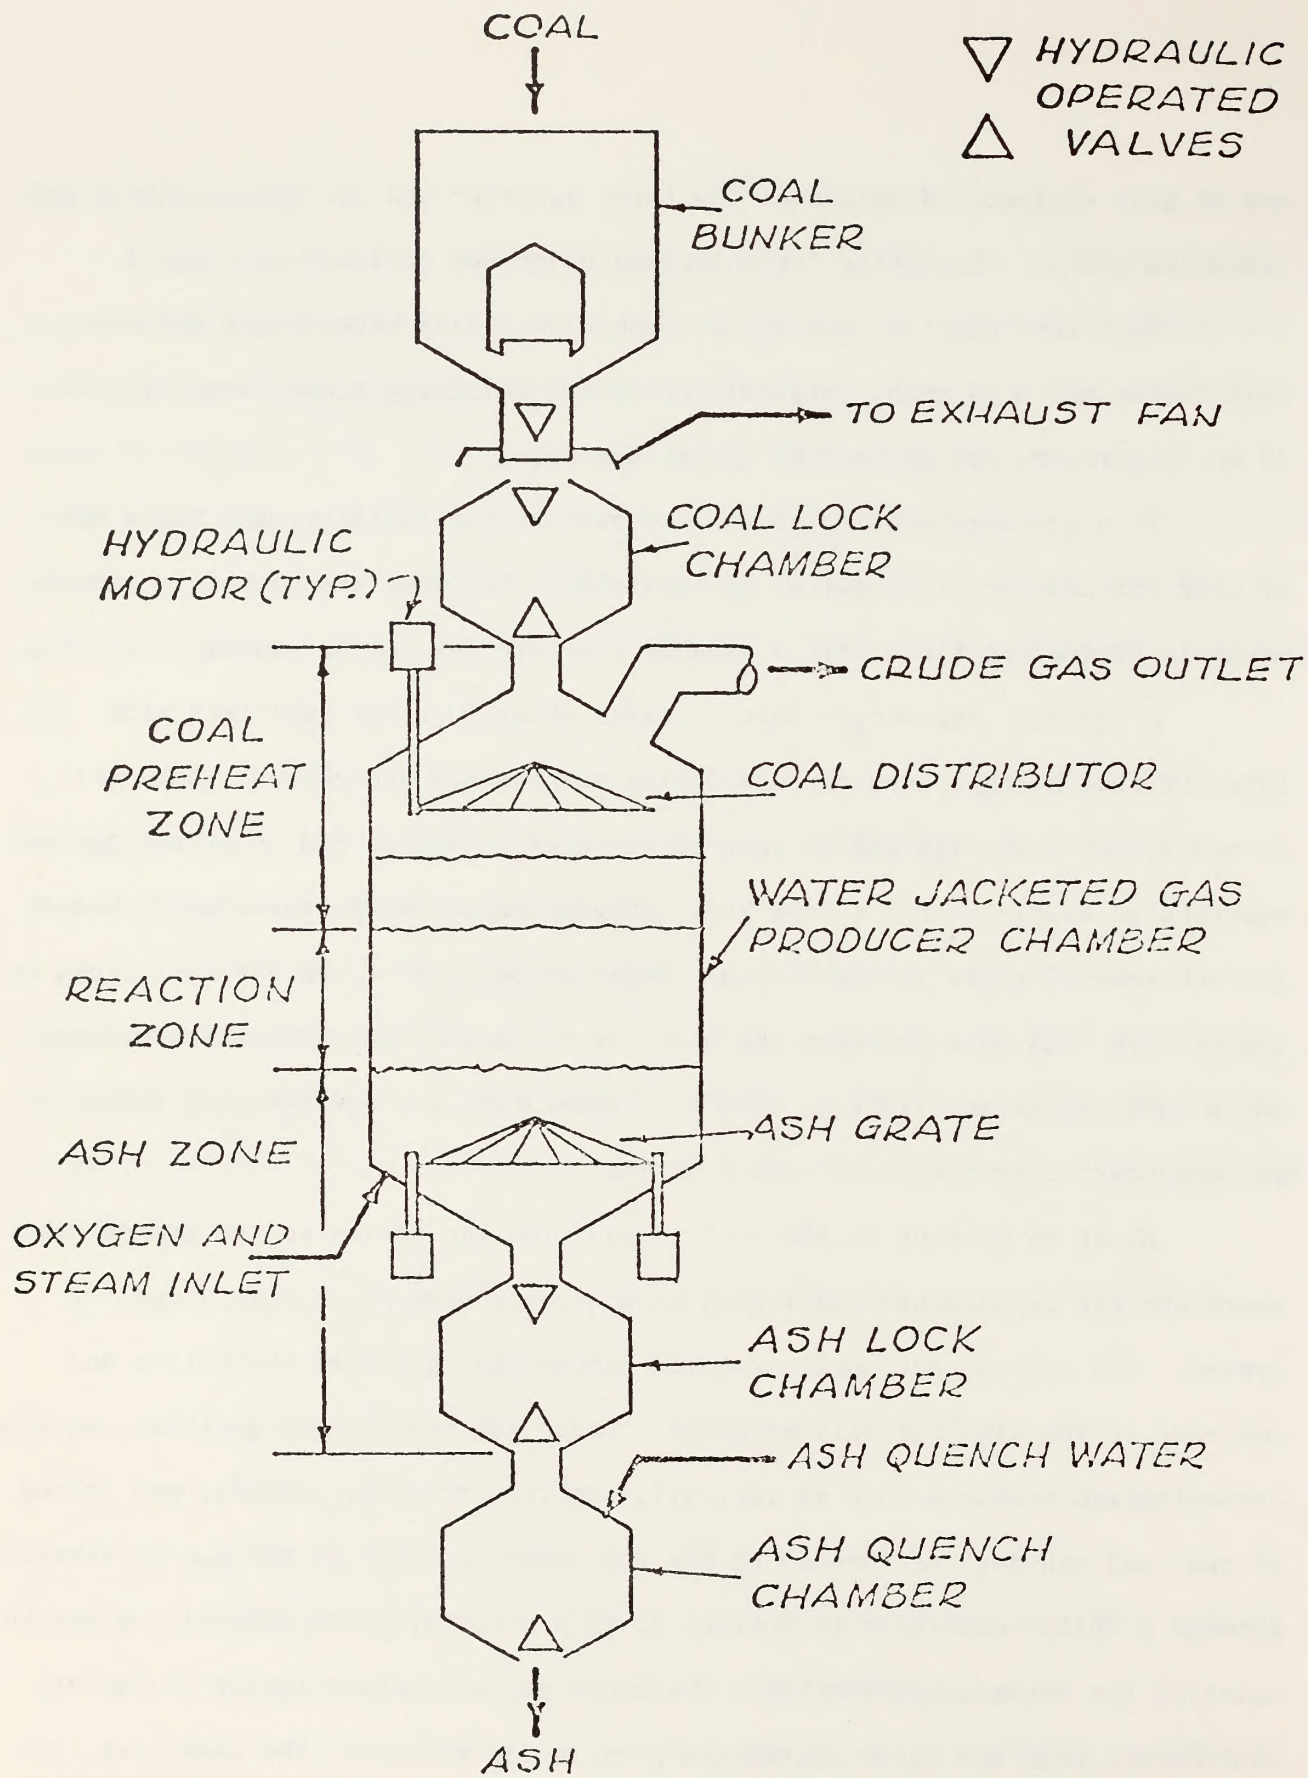 COAL
HYDRAULIC
OPERATED
VALVES
COAL
BUNKER
TO EXHAUST FAN
COAL LOCK
CHAMBER
HYDRAULIC
MOTOR (TYP.)
CRUDE GAS OUTLET
COAL
PREHEAT
ZONE
COAL DISTRIBUTOR
WATER JACKETED GAS
PRODUCER CHAMBER
REACTION
ZONE
ASH GRATE
ASH ZONE
OXYGEN AND
STEAM INLET
ASH LOCK
CHAMBER
ASH QUENCH WATER
ASH QUENCH
CHAMBER
ASH